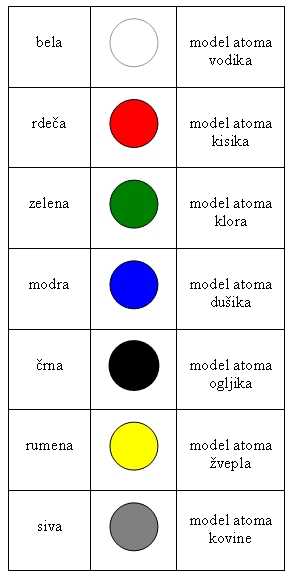 bela
model atoma
vodika
rdeča
model atoma
kisika
zelena
model atoma
klora
modra
model atoma
dušika
črna
model atoma
ogljika
rumena
model atoma
žvepla
siva
model atoma
kovine